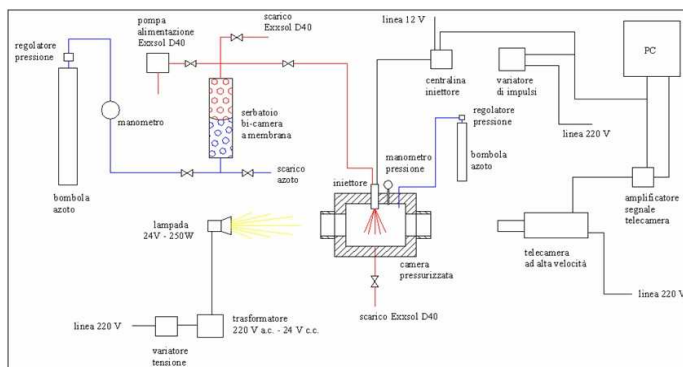 pompa
alimentazione
Exxsol D40
scarico
Exxsol D40
linea 12 V
PC
regolatore
pressione
centralina
iniettore
variatore
di impulsi
regolatore
pressione
manometro
serbatoio
bi-camera
a membrana
linea 220 V
manometro
pressione
bombola
azoto
scarico
azoto
iniettore
bombola
azoto
amplificatore
segnale
telecamera
lampada
24V - 250W
camera
pressurizzata
telecamera
ad alta velocità
scarico Exxsol D40
linea 220 V
linea 220 V
trasformatore
220 V a.c. - 24 V c.c.
variatore
tensione